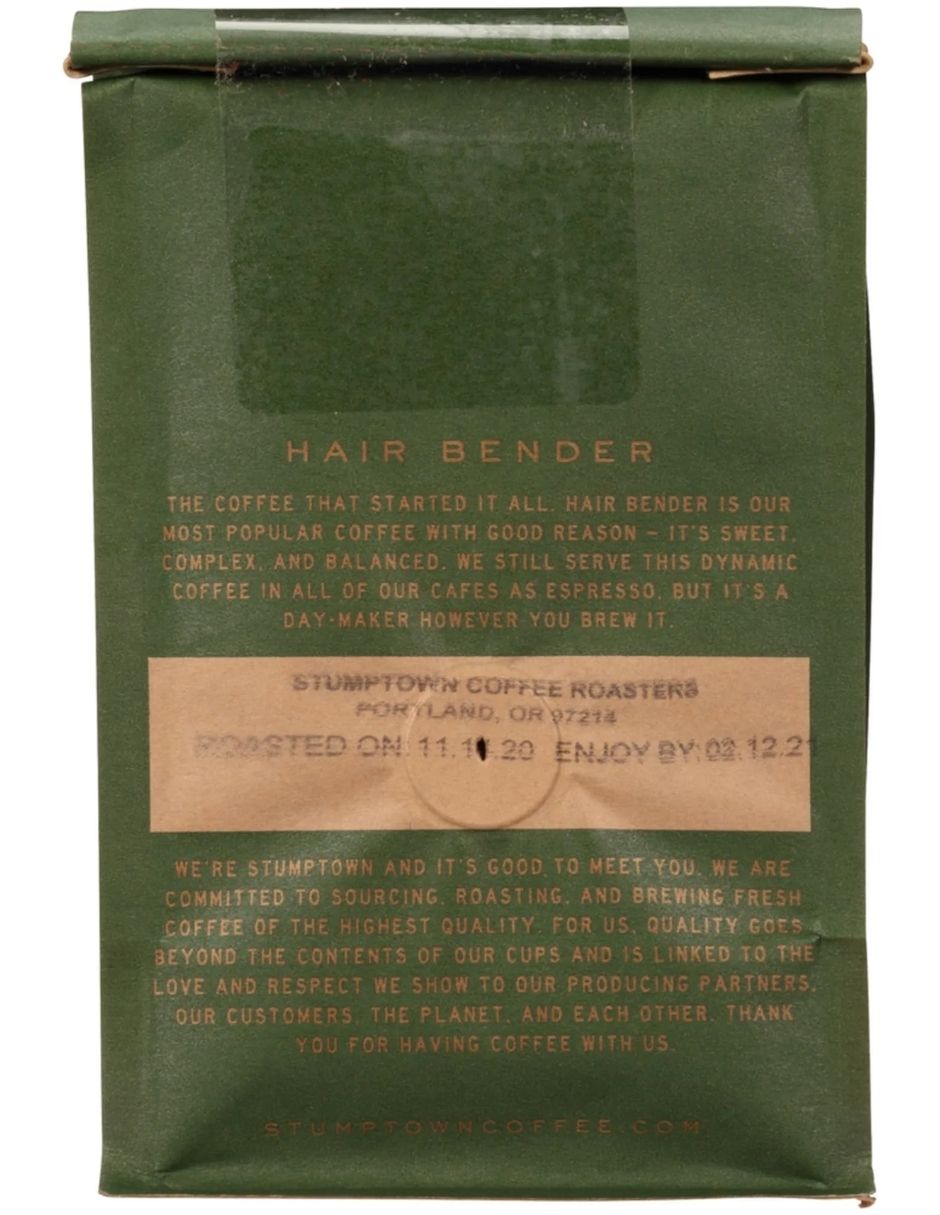 HAIR BENDER
THE COFFEE THAT STARTED IT ALL. HAIR BENDER IS OUR
MOST POPULAR COFFEE WITH GOOD REASON – IT'S SWEET,
COMPLEX, AND BALANCED. WE STILL SERVE THIS DYNAMIC
COFFEE IN ALL OF OUR CAFES AS ESPRESSO, BUT IT'S A
DAY-MAKER HOWEVER YOU BREW IT.
STUMPTOWN COFFEE ROASTERS
PORTLAND, OR 97214
ROASTED ON: ENJOY BY: 02.12.21
WE'RE STUMPTOWN AND IT'S GOOD TO MEET YOU. WE ARE
COMMITTED TO SOURCING, ROASTING, AND BREWING FRESH
COFFEE OF THE HIGHEST QUALITY. FOR US, QUALITY GOES
BEYOND THE CONTENTS OF OUR CUPS AND IS LINKED TO THE
LOVE AND RESPECT WE SHOW TO OUR PRODUCING PARTNERS,
OUR CUSTOMERS, THE PLANET, AND EACH OTHER. THANK
YOU FOR HAVING COFFEE WITH US.
STUMPTOWNCOFFEE.COM